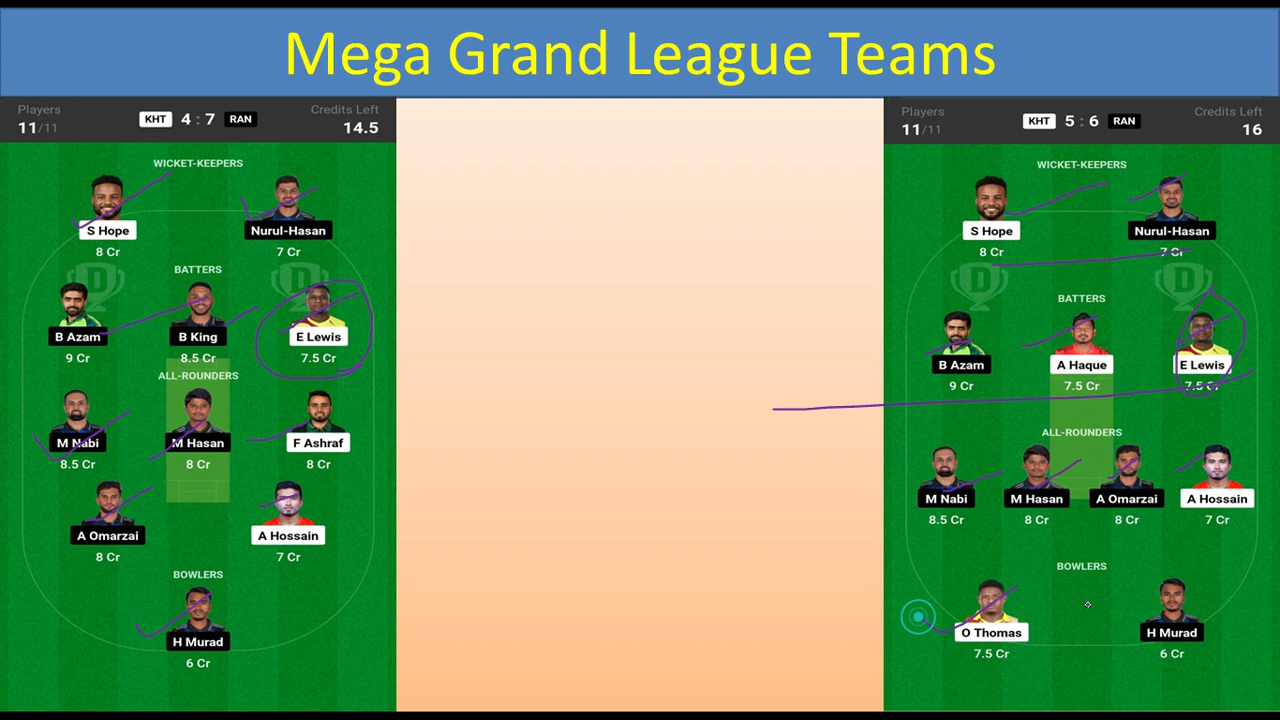 Mega Grand League Teams
Players
11/11
KHT 4 : 7 RAN
Credits Left
14.5
WICKET-KEEPERS
S Hope Nurul-Hasan
8 Cr 7 Cr
BATTERS
B Azam B King E Lewis
9 Cr 8.5 Cr 7.5 Cr
ALL-ROUNDERS
M Nabi M Hasan F Ashraf
8.5 Cr 8 Cr 8 Cr
A Omarzai A Hossain
8 Cr 7 Cr
BOWLERS
H Murad
6 Cr
Players
11/11
KHT 5 : 6 RAN
Credits Left
16
WICKET-KEEPERS
S Hope Nurul-Hasan
8 Cr 7 Cr
BATTERS
B Azam A Haque E Lewis
9 Cr 7.5 Cr 7.5 Cr
ALL-ROUNDERS
M Nabi M Hasan A Omarzai A Hossain
8.5 Cr 8 Cr 8 Cr 7 Cr
BOWLERS
O Thomas H Murad
7.5 Cr 6 Cr